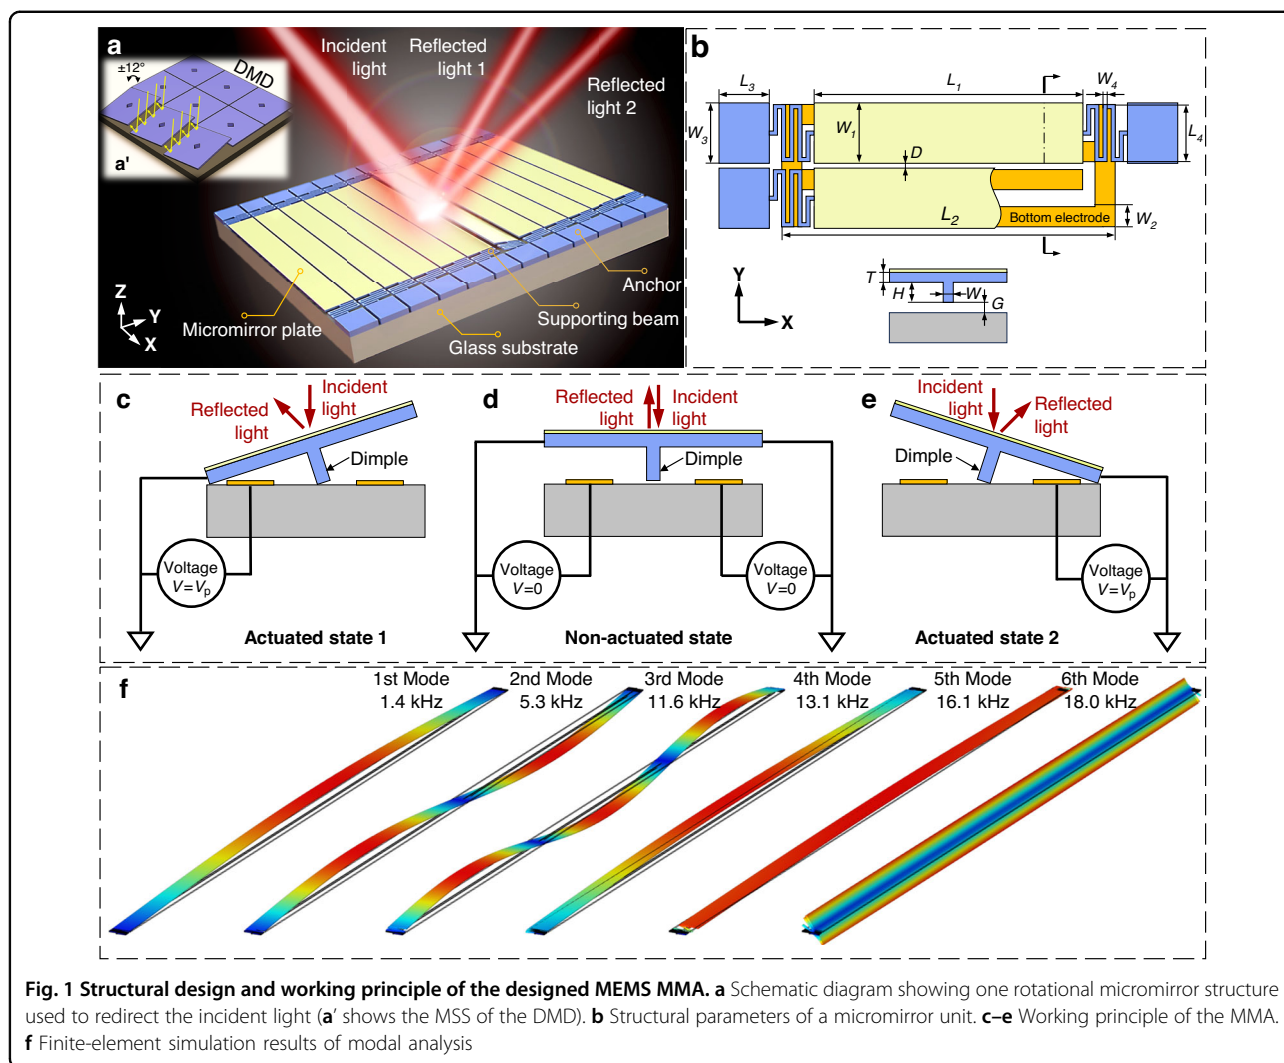 a
Incident
light
Reflected
light 1
Reflected
light 2
±12°
DMD
a'
Anchor
Supporting beam
Micromirror plate
Glass substrate
Z
Y
X
b
L3
L1
W4
W3
W1
L4
D
L2
Bottom electrode
W2
T
H
W
G
Y
X
c
Reflected
light
Incident
light
Dimple
Voltage
V=Vp
Actuated state 1
d
Reflected
light
Incident
light
Dimple
Voltage
V=0
Voltage
V=0
Non-actuated state
e
Incident
light
Reflected
light
Dimple
Voltage
V=Vp
Actuated state 2
f
1st Mode
1.4 kHz
2nd Mode
5.3 kHz
3rd Mode
11.6 kHz
4th Mode
13.1 kHz
5th Mode
16.1 kHz
6th Mode
18.0 kHz
Fig. 1 Structural design and working principle of the designed MEMS MMA. a Schematic diagram showing one rotational micromirror structure
used to redirect the incident light (a' shows the MSS of the DMD). b Structural parameters of a micromirror unit. c–e Working principle of the MMA.
f Finite-element simulation results of modal analysis